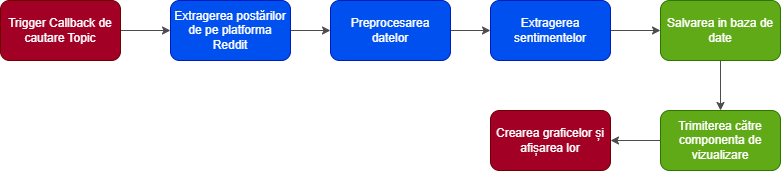 Trigger Callback de
cautare Topic
Extragerea postărilor
de pe platforma
Reddit
Preprocesarea
datelor
Extragerea
sentimentelor
Salvarea in baza de
date
Trimiterea către
componenta de
vizualizare
Crearea graficelor și
afișarea lor